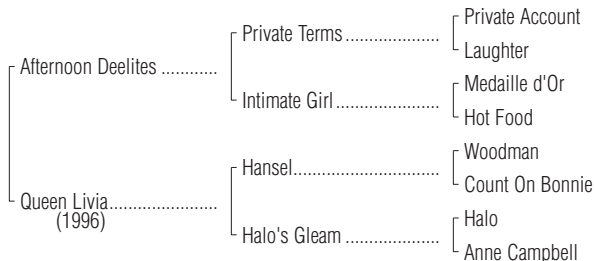 Private Account
Private Terms
Laughter
Afternoon Deelites
Medaille d'Or
Intimate Girl
Hot Food
Woodman
Hansel
Count On Bonnie
Queen Livia
(1996)
Halo
Halo's Gleam
Anne Campbell